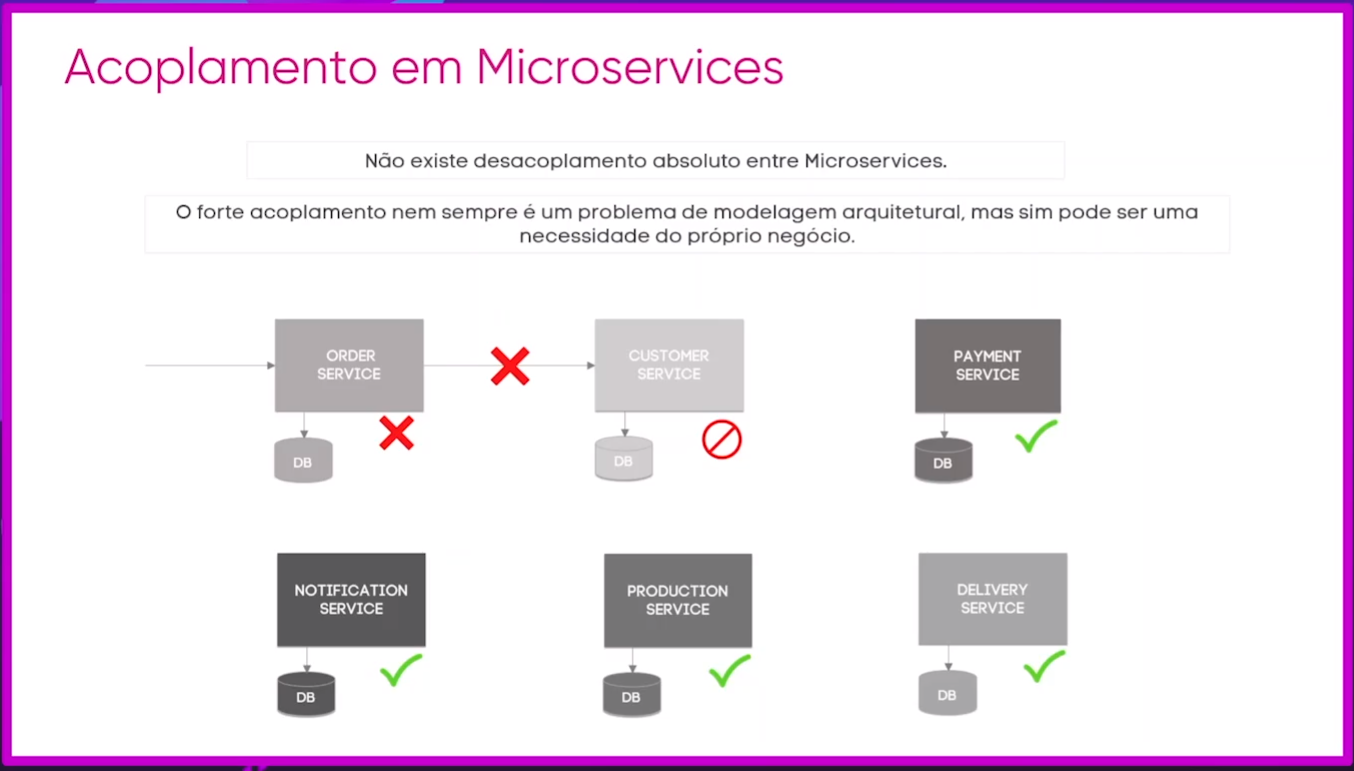 Acoplamento em Microservices
Não existe desacoplamento absoluto entre Microservices.
O forte acoplamento nem sempre é um problema de modelagem arquitetural, mas sim pode ser uma
necessidade do próprio negócio.
ORDER
SERVICE
DB
CUSTOMER
SERVICE
DB
PAYMENT
SERVICE
DB
NOTIFICATION
SERVICE
DB
PRODUCTION
SERVICE
DB
DELIVERY
SERVICE
DB